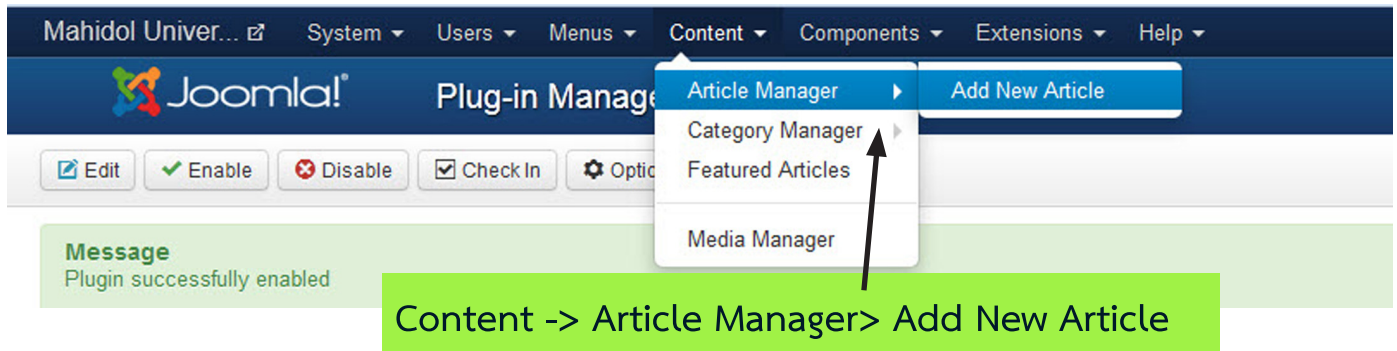 Mahidol Univer... System Users Menus Content Components Extensions Help
Joomla! Plug-in Manage
Article Manager Add New Article
Category Manager
Edit Enable Disable Check In Optio
Featured Articles
Media Manager
Message
Plugin successfully enabled
Content -> Article Manager> Add New Article